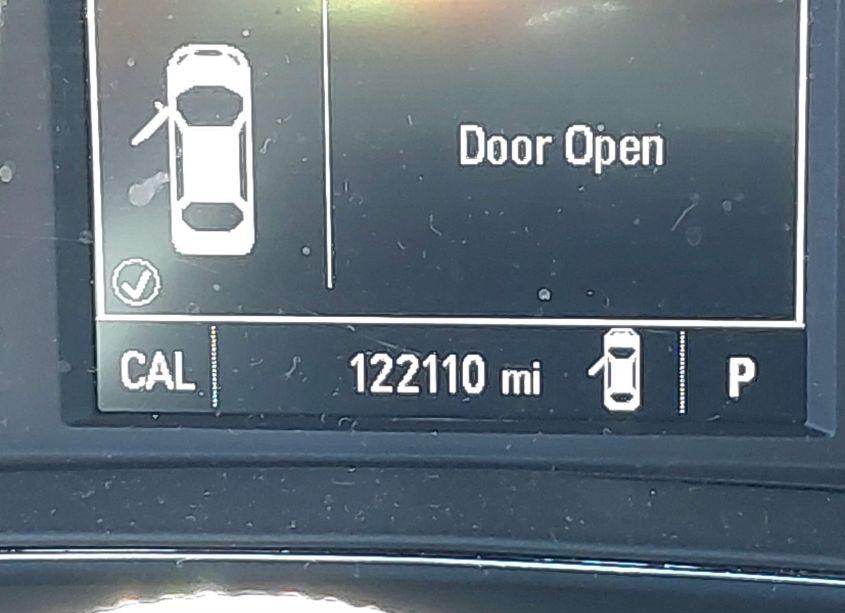 Door Open
CAL 122110 mi P